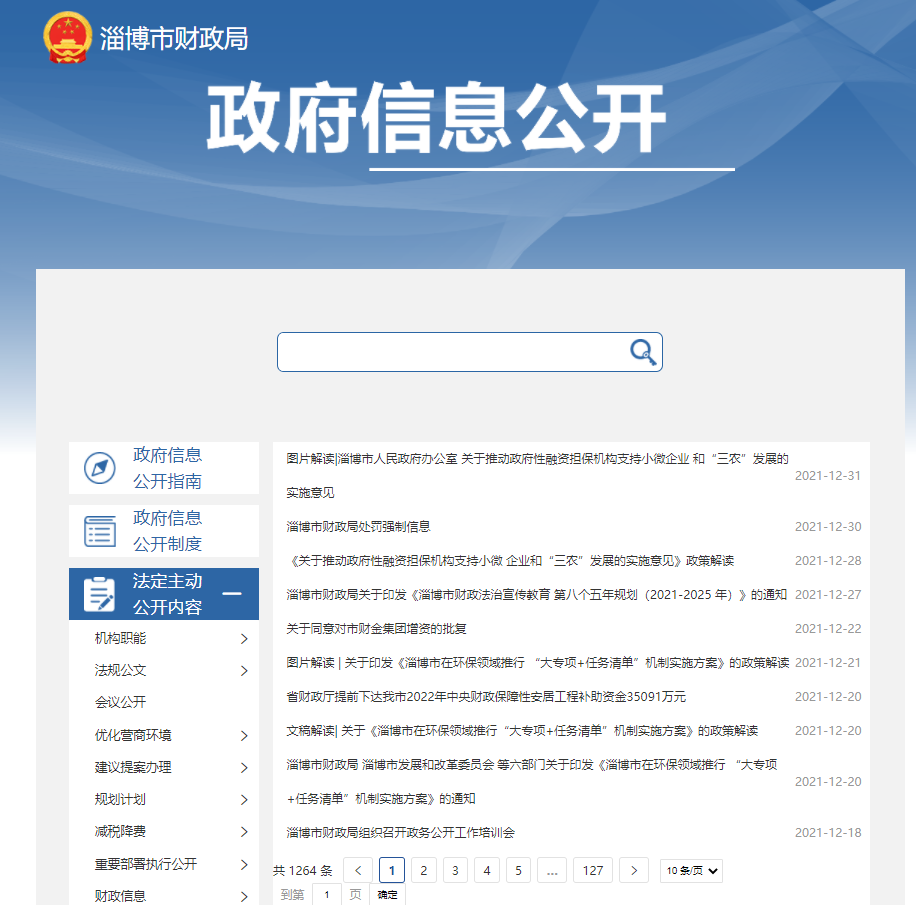 淄博市财政局
政府信息公开
政府信息
公开指南
政府信息
公开制度
法定主动
公开内容
机构职能
法规公文
会议公开
优化营商环境
建议提案办理
规划计划
减税降费
重要部署执行公开
财政信息
图片解读|淄博市人民政府办公室 关于推动政府性融资担保机构支持小微企业 和“三农”发展的
实施意见
2021-12-31
淄博市财政局处罚强制信息 2021-12-30
《关于推动政府性融资担保机构支持小微 企业和“三农”发展的实施意见》政策解读 2021-12-28
淄博市财政局关于印发《淄博市财政法治宣传教育 第八个五年规划（2021-2025 年）》的通知 2021-12-27
关于同意对市财金集团增资的批复 2021-12-22
图片解读 | 关于印发《淄博市在环保领域推行 “大专项+任务清单”机制实施方案》的政策解读 2021-12-21
省财政厅提前下达我市2022年中央财政保障性安居工程补助资金35091万元 2021-12-20
文稿解读| 关于《淄博市在环保领域推行“大专项+任务清单”机制实施方案》的政策解读 2021-12-20
淄博市财政局 淄博市发展和改革委员会 等六部门关于印发《淄博市在环保领域推行 “大专项
+任务清单”机制实施方案》的通知
2021-12-20
淄博市财政局组织召开政务公开工作培训会 2021-12-18
共 1264 条 < 1 2 3 4 5 ... 127 > 10 条/页
到第 1 页 确定